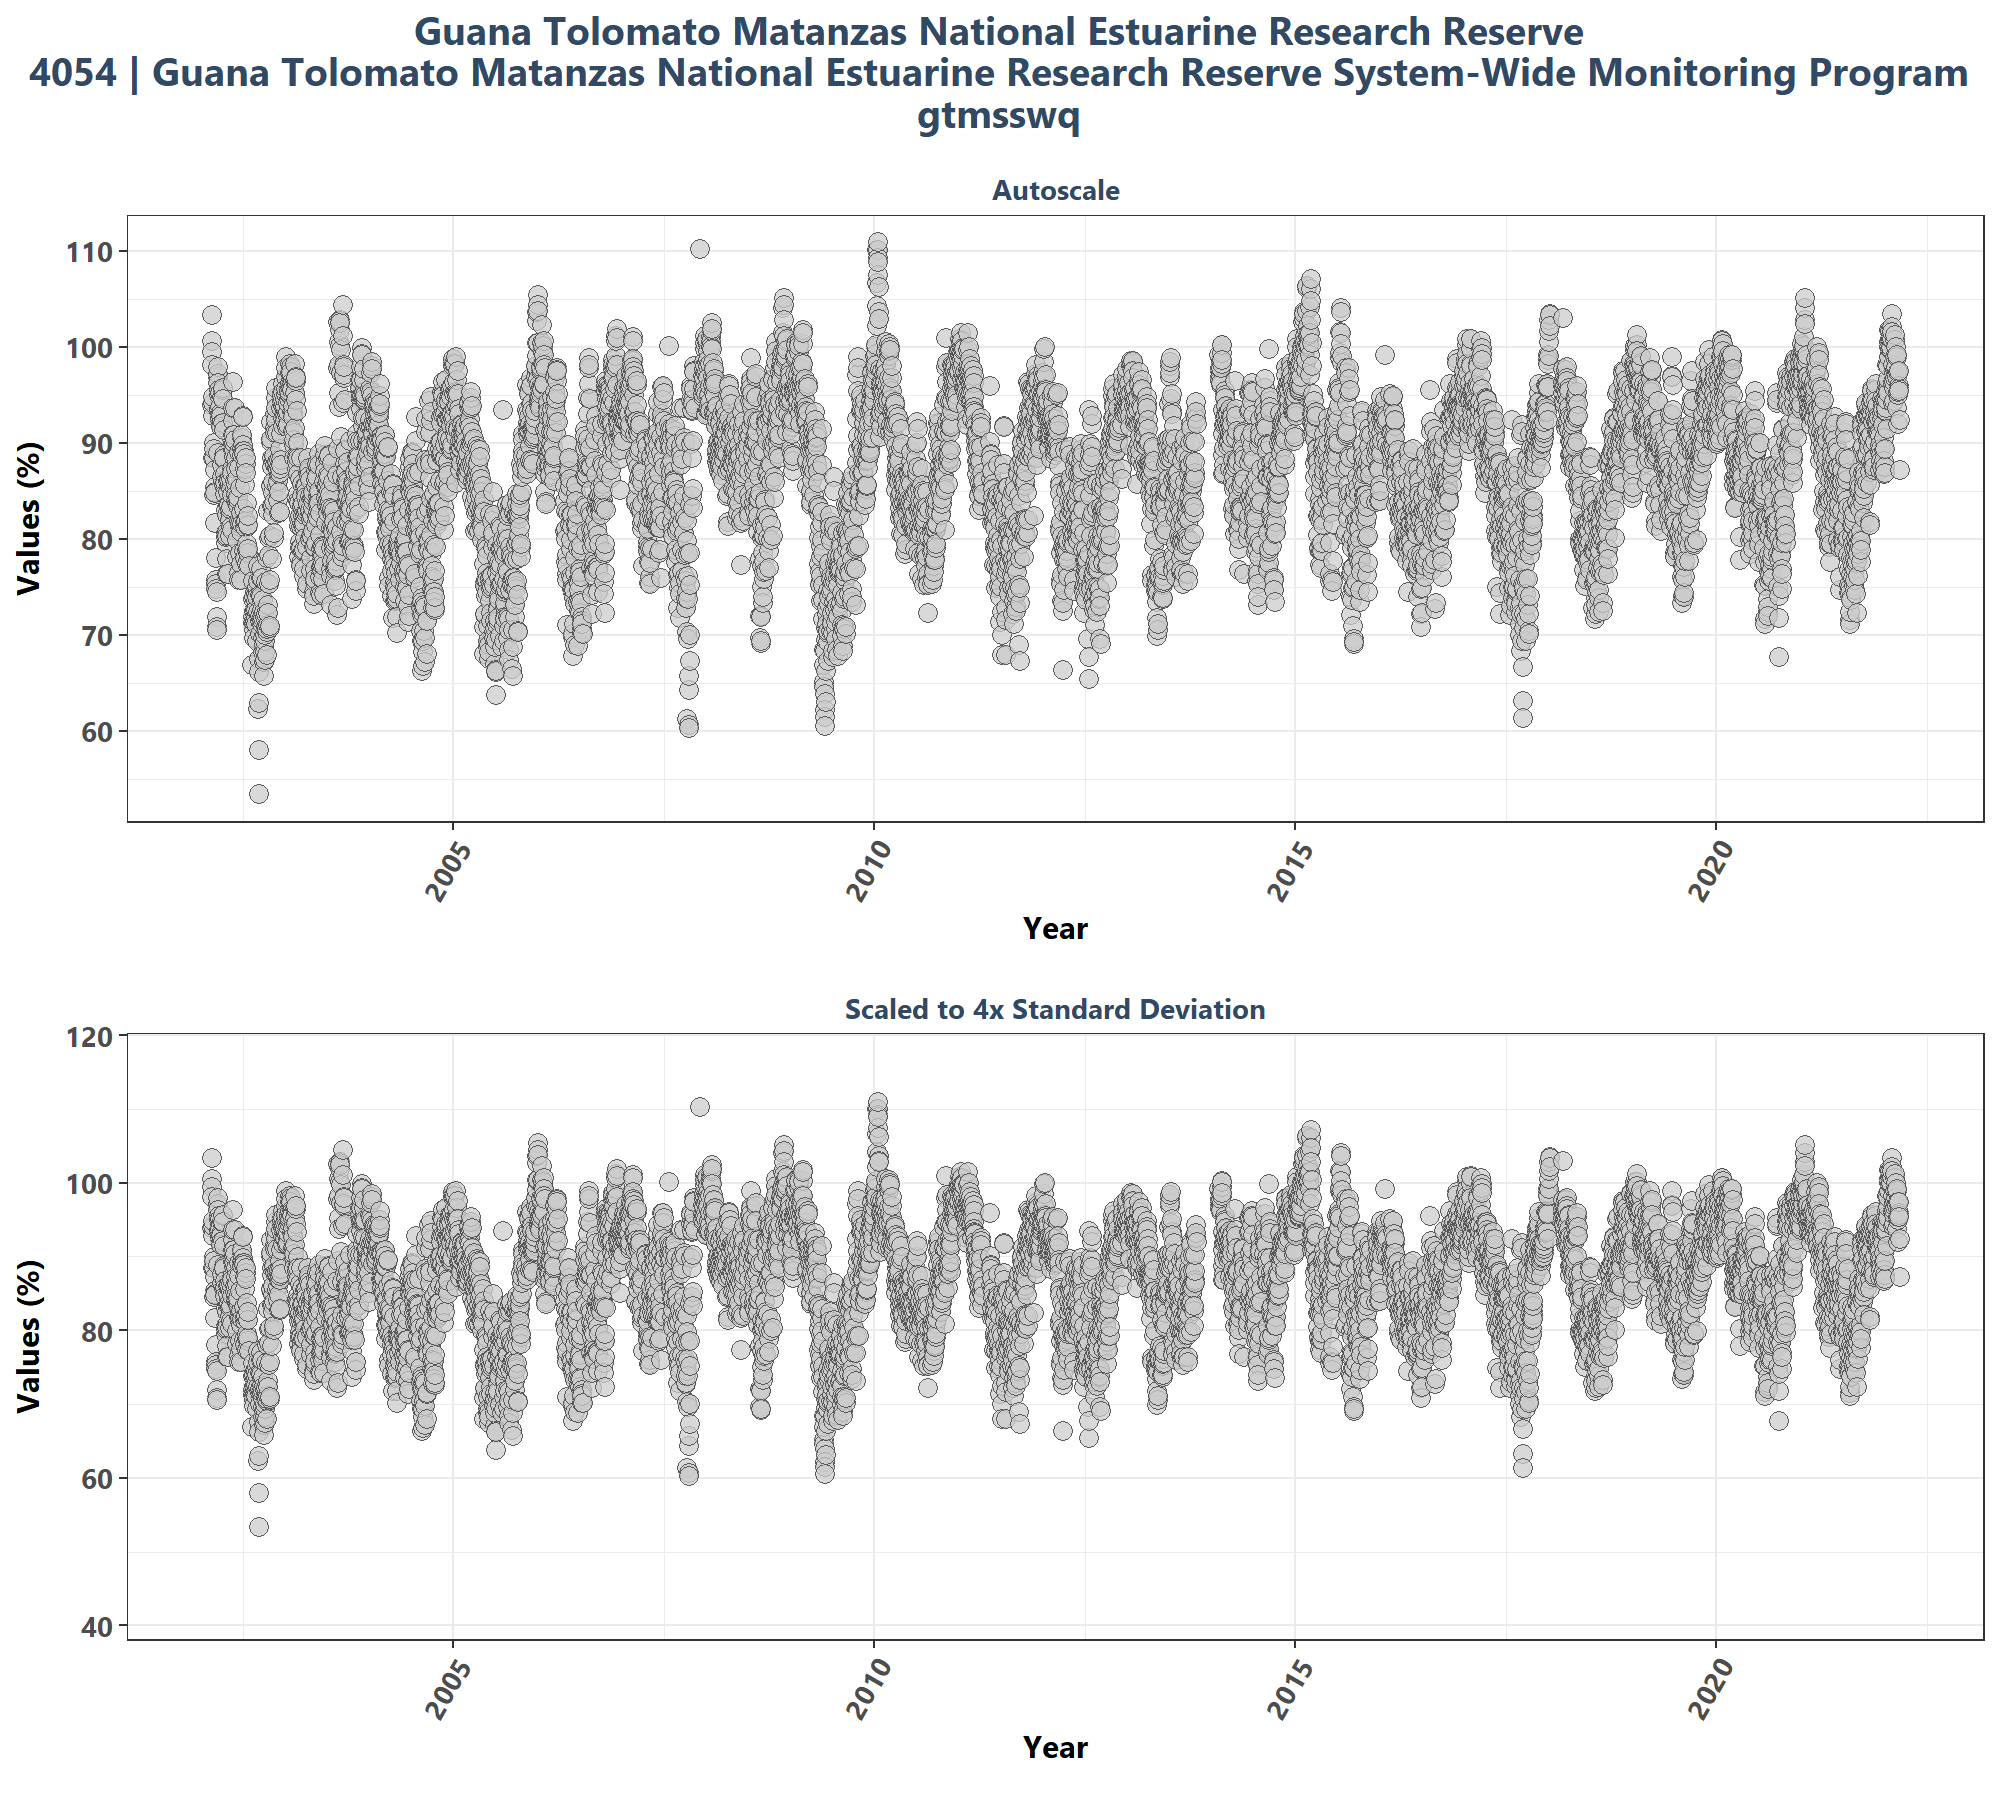 Guana Tolomato Matanzas National Estuarine Research Reserve
4054 | Guana Tolomato Matanzas National Estuarine Research Reserve System-Wide Monitoring Program
gtmsswq
Autoscale
110
100
90
80
70
60
Values (%)
2005
2010
2015
2020
Year
Scaled to 4x Standard Deviation
120
100
80
60
40
Values (%)
2005
2010
2015
2020
Year